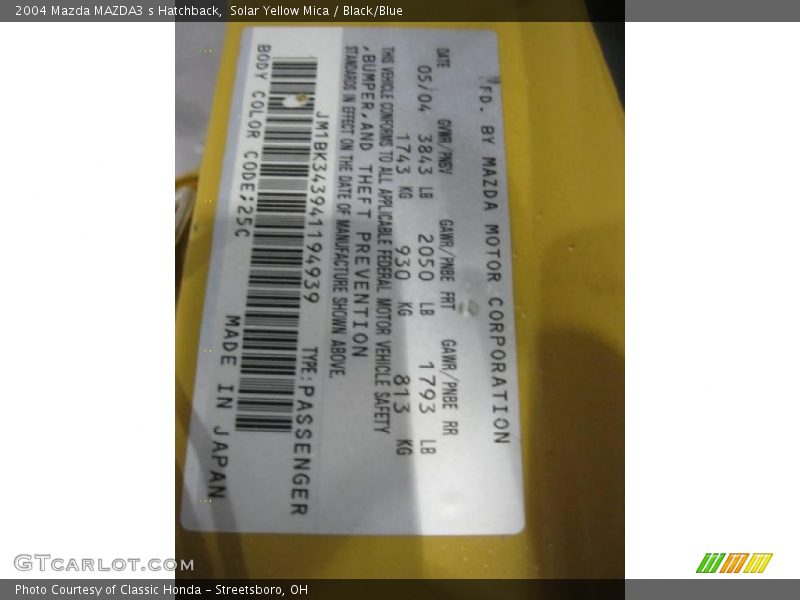 2004 Mazda MAZDA3 s Hatchback,  Solar Yellow Mica / Black/Blue
MFD. BY MAZDA MOTOR CORPORATION
DATE GVWR/PNBV GAWR/PNBE FRT GAWR/PNBE RR
05/04 3843 LB 2050 LB 1793 LB
1743 KG 930 KG 813 KG
THIS VEHICLE CONFORMS TO ALL APPLICABLE FEDERAL MOTOR VEHICLE SAFETY
,BUMPER,AND THEFT PREVENTION
STANDARDS IN EFFECT ON THE DATE OF MANUFACTURE SHOWN ABOVE.
JM1BK343941194939 TYPE:PASSENGER
BODY COLOR CODE:25C MADE IN JAPAN
GTCARLOT.COM
Photo Courtesy of Classic Honda - Streetsboro, OH